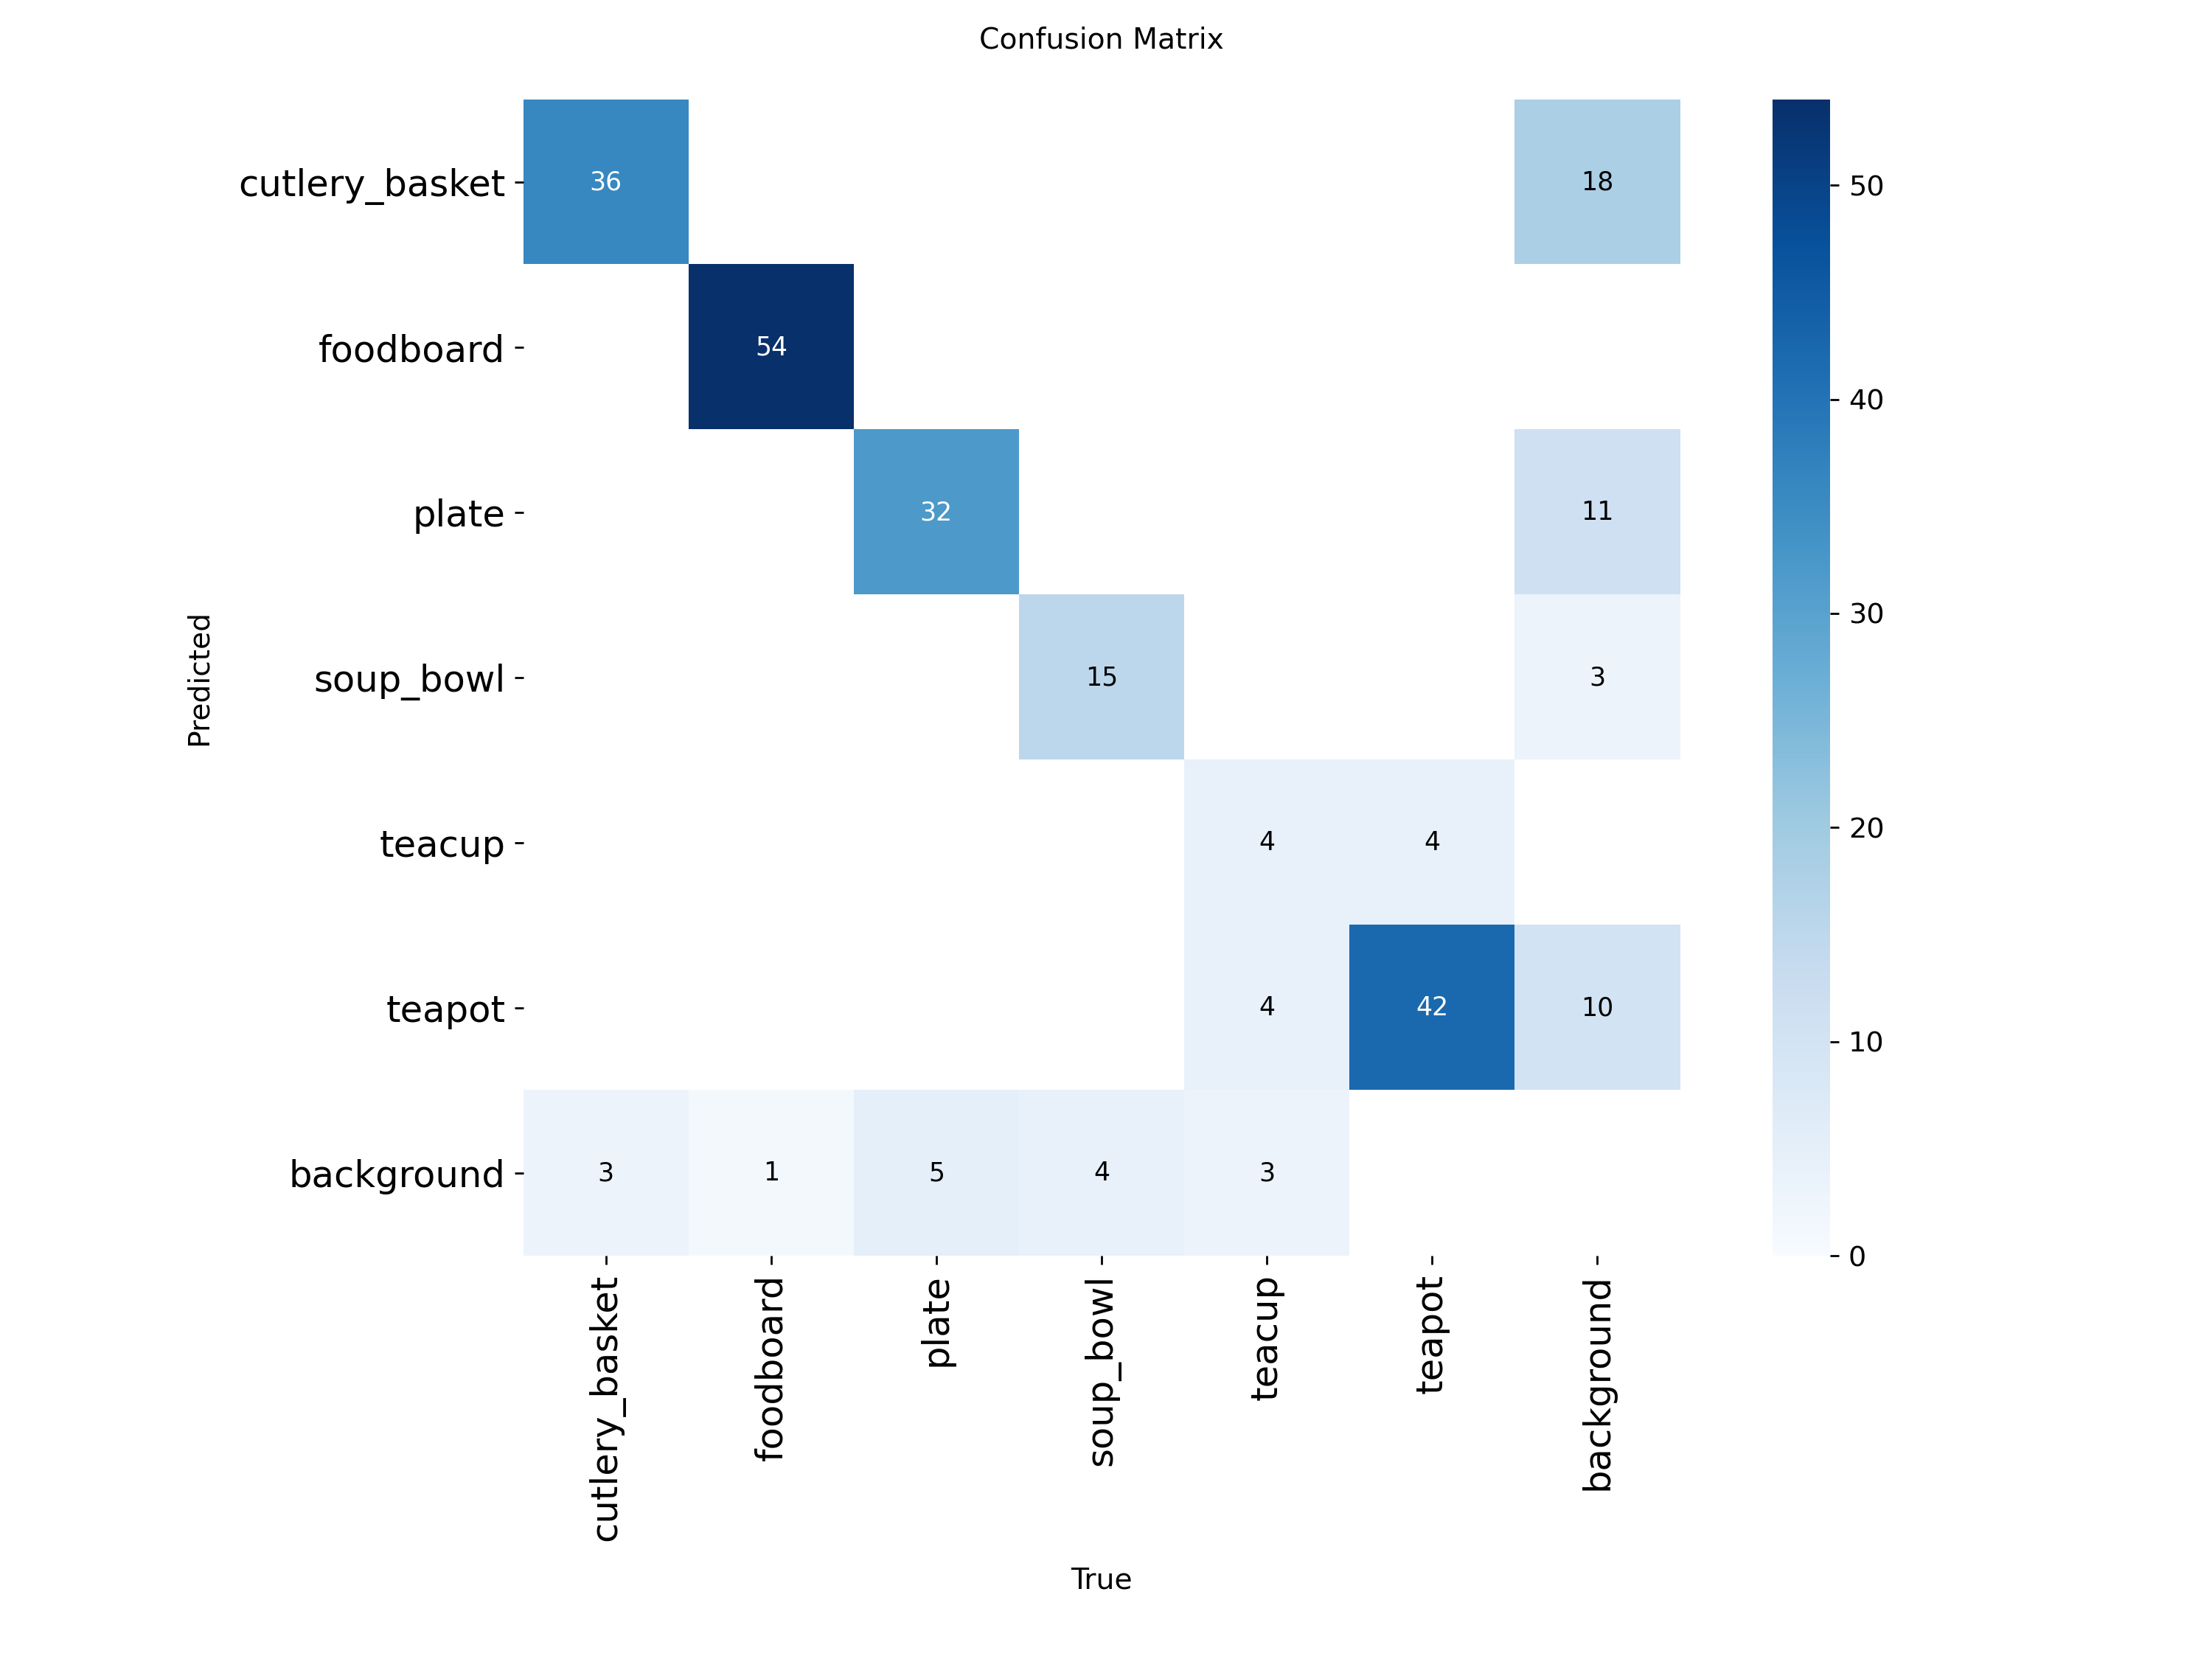 Confusion Matrix
cutlery_basket 36 18 50
foodboard 54 40
plate 32 11
30
Predicted
soup_bowl 15 3
20
teacup 4 4
teapot 4 42 10
10
background 3 1 5 4 3
0
cutlery_basket
foodboard
plate
soup_bowl
teacup
teapot
background
True